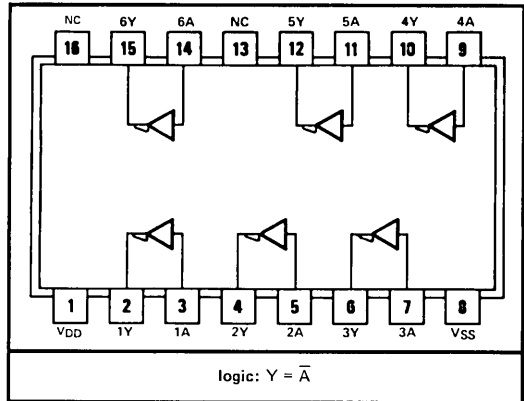 NC 6Y 6A NC 5Y 5A 4Y 4A
16 15 14 13 12 11 10 9
1 2 3 4 5 6 7 8
VDD 1Y 1A 2Y 2A 3Y 3A VSS
logic: Y = A̅